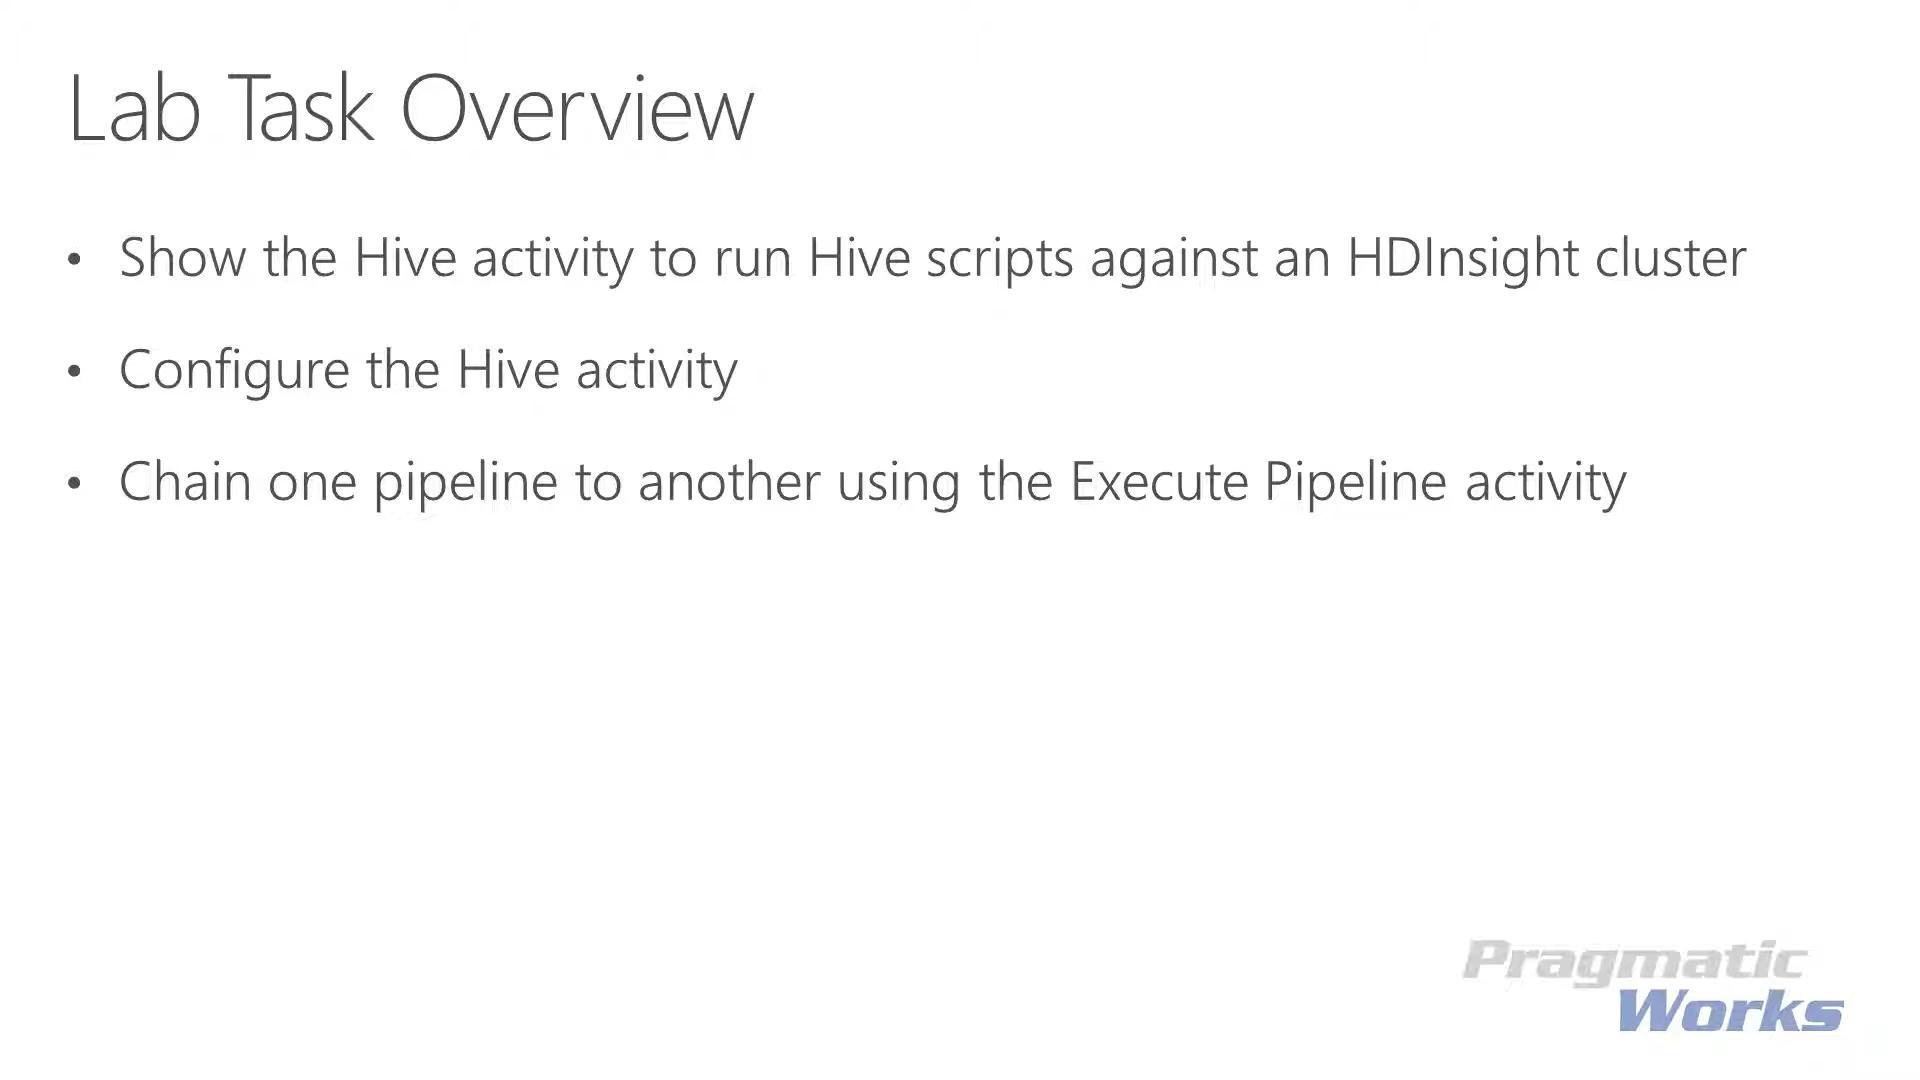 Lab Task Overview
• Show the Hive activity to run Hive scripts against an HDInsight cluster
• Configure the Hive activity
• Chain one pipeline to another using the Execute Pipeline activity
Pragmatic
Works